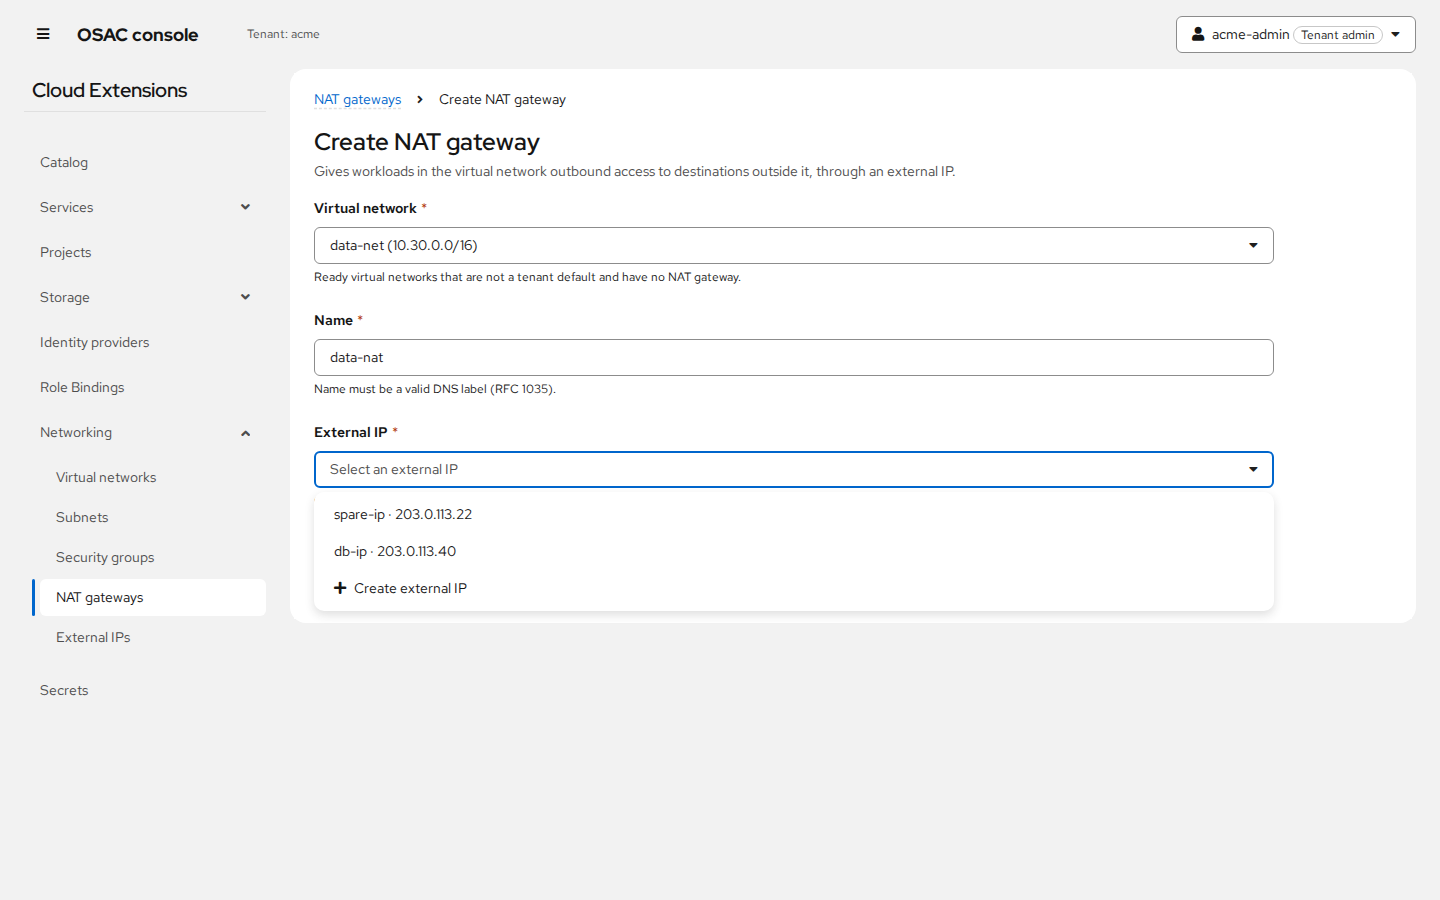 OSAC console
Tenant: acme
acme-admin Tenant admin
Cloud Extensions
Catalog
Services
Projects
Storage
Identity providers
Role Bindings
Networking
Virtual networks
Subnets
Security groups
NAT gateways
External IPs
Secrets
NAT gateways Create NAT gateway
Create NAT gateway
Gives workloads in the virtual network outbound access to destinations outside it, through an external IP.
Virtual network *
data-net (10.30.0.0/16)
Ready virtual networks that are not a tenant default and have no NAT gateway.
Name *
data-nat
Name must be a valid DNS label (RFC 1035).
External IP *
Select an external IP
spare-ip · 203.0.113.22
db-ip · 203.0.113.40
Create external IP